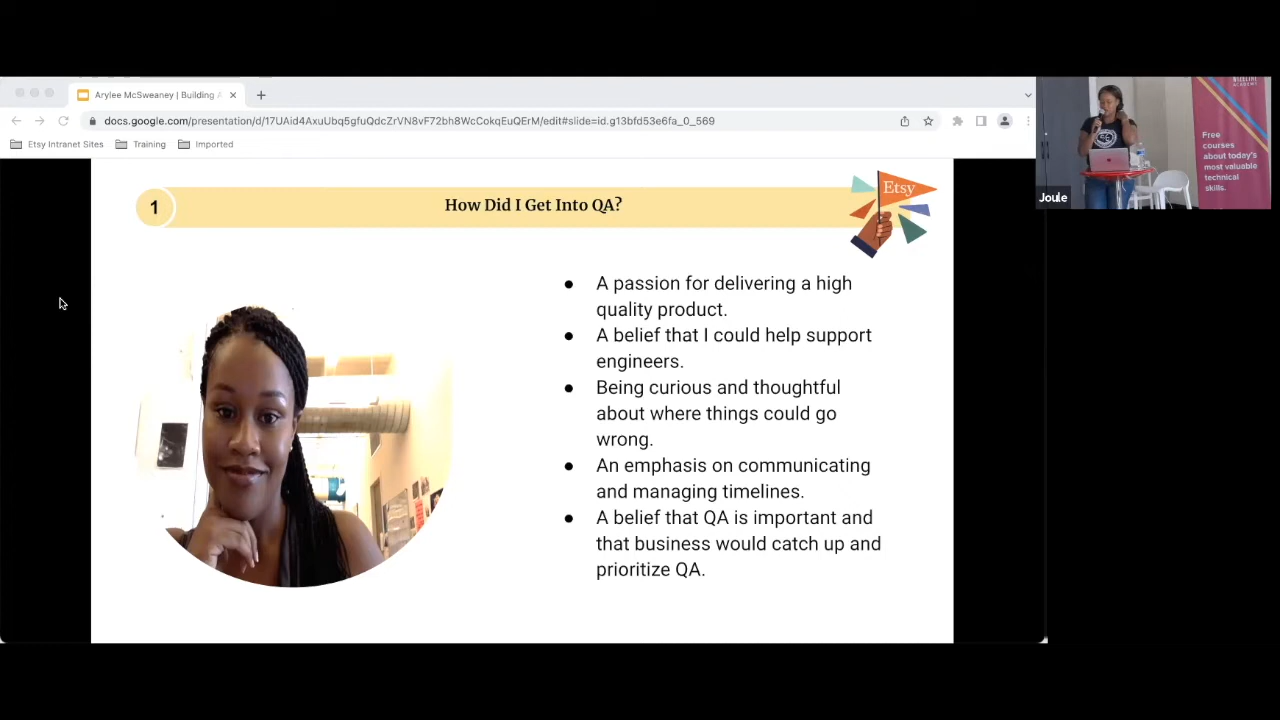 Arylee McSweaney | Building A
docs.google.com/presentation/d/17UAid4AxuUbq5gfuQdcZrVN8vF72bh8WcCokqEuQErM/edit#slide=id.g13bfd53e6fa_0_569
Etsy Intranet Sites
Training
Imported
1
How Did I Get Into QA?
Etsy
● A passion for delivering a high
quality product.
● A belief that I could help support
engineers.
● Being curious and thoughtful
about where things could go
wrong.
● An emphasis on communicating
and managing timelines.
● A belief that QA is important and
that business would catch up and
prioritize QA.
ACADEMY
Free
courses
about today's
most valuable
technical
skills.
Joule